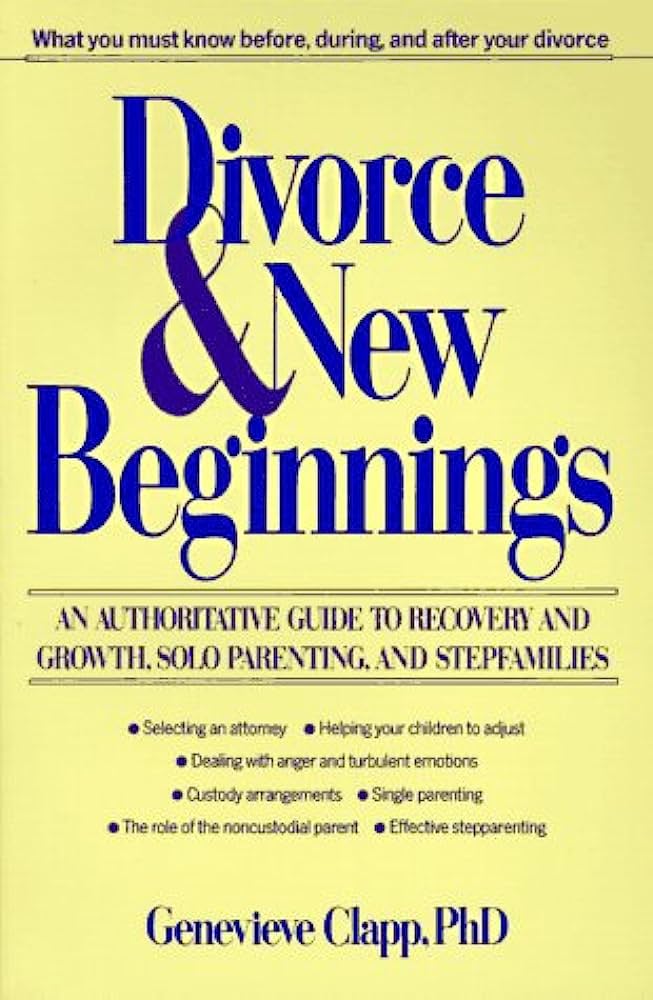 What you must know before, during, and after your divorce
Divorce
& New
Beginnings
AN AUTHORITATIVE GUIDE TO RECOVERY AND
GROWTH, SOLO PARENTING, AND STEPFAMILIES
● Selecting an attorney ● Helping your children to adjust
● Dealing with anger and turbulent emotions
● Custody arrangements ● Single parenting
● The role of the noncustodial parent ● Effective stepparenting
Genevieve Clapp, PhD